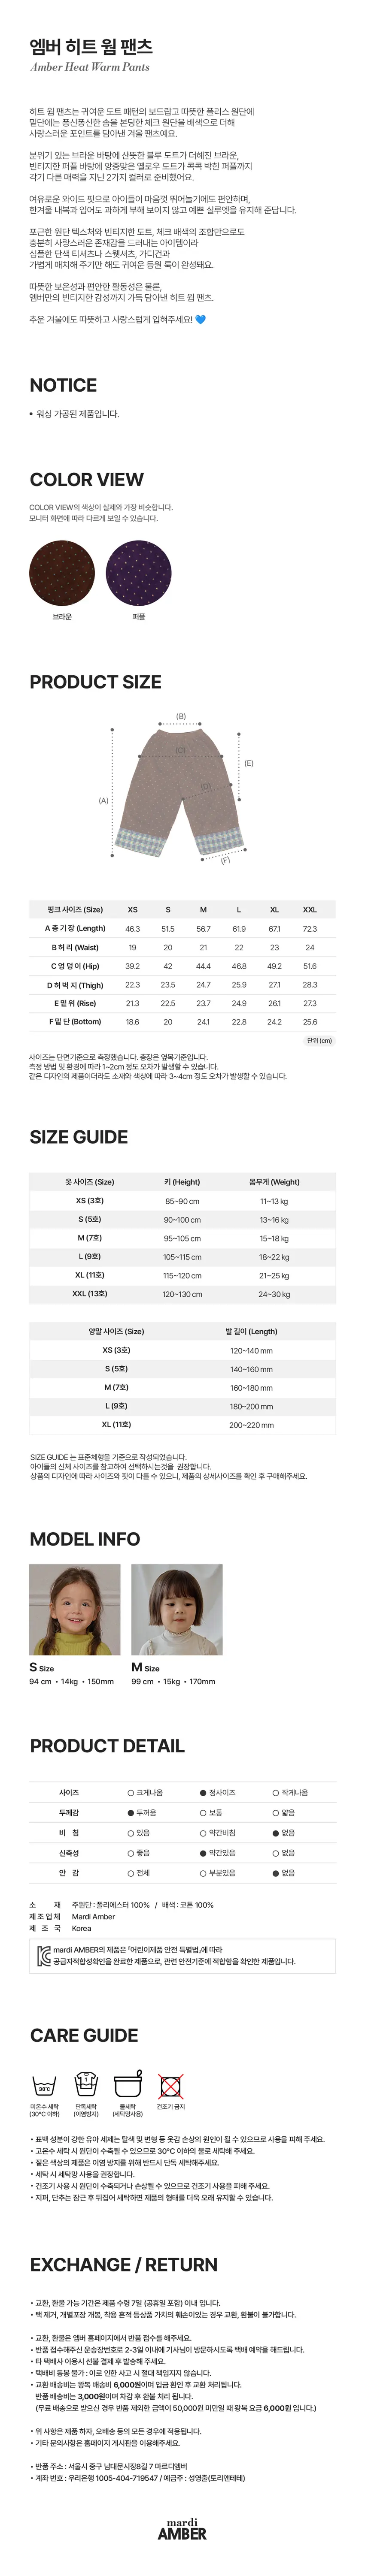 엠버 히트 웜 팬츠
Amber Heat Warm Pants
히트 웜 팬츠는 귀여운 도트 패턴의 보드랍고 따뜻한 플리스 원단에
밑단에는 퐁신퐁신한 솜을 본딩한 체크 원단을 배색으로 더해
사랑스러운 포인트를 담아낸 겨울 팬츠예요.
분위기 있는 브라운 바탕에 산뜻한 블루 도트가 더해진 브라운,
빈티지한 퍼플 바탕에 앙증맞은 옐로우 도트가 콕콕 박힌 퍼플까지
각기 다른 매력을 지닌 2가지 컬러로 준비했어요.
여유로운 와이드 핏으로 아이들이 마음껏 뛰어놀기에도 편안하며,
한겨울 내복과 입어도 과하게 부해 보이지 않고 예쁜 실루엣을 유지해 준답니다.
포근한 원단 텍스처와 빈티지한 도트, 체크 배색의 조합만으로도
충분히 사랑스러운 존재감을 드러내는 아이템이라
심플한 단색 티셔츠나 스웻셔츠, 가디건과
가볍게 매치해 주기만 해도 귀여운 등원 룩이 완성돼요.
따뜻한 보온성과 편안한 활동성은 물론,
엠버만의 빈티지한 감성까지 가득 담아낸 히트 웜 팬츠.
추운 겨울에도 따뜻하고 사랑스럽게 입혀주세요! 💙
NOTICE
• 워싱 가공된 제품입니다.
COLOR VIEW
COLOR VIEW의 색상이 실제와 가장 비슷합니다.
모니터 화면에 따라 다르게 보일 수 있습니다.
브라운 퍼플
PRODUCT SIZE
(B)
(C)
(E)
(D)
(A)
(F)
핑크 사이즈 (Size) XS S M L XL XXL
A 총 기 장 (Length) 46.3 51.5 56.7 61.9 67.1 72.3
B 허 리 (Waist) 19 20 21 22 23 24
C 엉 덩 이 (Hip) 39.2 42 44.4 46.8 49.2 51.6
D 허 벅 지 (Thigh) 22.3 23.5 24.7 25.9 27.1 28.3
E 밑 위 (Rise) 21.3 22.5 23.7 24.9 26.1 27.3
F 밑 단 (Bottom) 18.6 20 24.1 22.8 24.2 25.6
단위 (cm)
사이즈는 단면기준으로 측정했습니다. 총장은 옆목기준입니다.
측정 방법 및 환경에 따라 1~2cm 정도 오차가 발생할 수 있습니다.
같은 디자인의 제품이더라도 소재와 색상에 따라 3~4cm 정도 오차가 발생할 수 있습니다.
SIZE GUIDE
옷 사이즈 (Size) 키 (Height) 몸무게 (Weight)
XS (3호) 85~90 cm 11~13 kg
S (5호) 90~100 cm 13~16 kg
M (7호) 95~105 cm 15~18 kg
L (9호) 105~115 cm 18~22 kg
XL (11호) 115~120 cm 21~25 kg
XXL (13호) 120~130 cm 24~30 kg
양말 사이즈 (Size) 발 길이 (Length)
XS (3호) 120~140 mm
S (5호) 140~160 mm
M (7호) 160~180 mm
L (9호) 180~200 mm
XL (11호) 200~220 mm
SIZE GUIDE 는 표준체형을 기준으로 작성되었습니다.
아이들의 신체 사이즈를 참고하여 선택하시는것을 권장합니다.
상품의 디자인에 따라 사이즈와 핏이 다를 수 있으니, 제품의 상세사이즈를 확인 후 구매해주세요.
MODEL INFO
S Size M Size
94 cm • 14kg • 150mm 99 cm • 15kg • 170mm
PRODUCT DETAIL
사이즈 ○ 크게나옴 ● 정사이즈 ○ 작게나옴
두께감 ● 두꺼움 ○ 보통 ○ 얇음
비 침 ○ 있음 ○ 약간비침 ● 없음
신축성 ○ 좋음 ● 약간있음 ○ 없음
안 감 ○ 전체 ○ 부분있음 ● 없음
소 재 주원단 : 폴리에스터 100% / 배색 : 코튼 100%
제 조 업 체 Mardi Amber
제 조 국 Korea
mardi AMBER의 제품은 「어린이제품 안전 특별법」에 따라
공급자적합성확인을 완료한 제품으로, 관련 안전기준에 적합함을 확인한 제품입니다.
CARE GUIDE
30℃ 1
미온수 세탁 단독세탁 울세탁 건조기 금지
(30℃ 이하) (이염방지) (세탁망사용)
• 표백 성분이 강한 유아 세제는 탈색 및 변형 등 옷감 손상의 원인이 될 수 있으므로 사용을 피해 주세요.
• 고온수 세탁 시 원단이 수축될 수 있으므로 30℃ 이하의 물로 세탁해 주세요.
• 짙은 색상의 제품은 이염 방지를 위해 반드시 단독 세탁해주세요.
• 세탁 시 세탁망 사용을 권장합니다.
• 건조기 사용 시 원단이 수축되거나 손상될 수 있으므로 건조기 사용을 피해 주세요.
• 지퍼, 단추는 잠근 후 뒤집어 세탁하면 제품의 형태를 더욱 오래 유지할 수 있습니다.
EXCHANGE / RETURN
• 교환, 환불 가능 기간은 제품 수령 7일 (공휴일 포함) 이내 입니다.
• 택 제거, 개별포장 개봉, 착용 흔적 등상품 가치의 훼손이있는 경우 교환, 환불이 불가합니다.
• 교환, 환불은 엠버 홈페이지에서 반품 접수를 해주세요.
• 반품 접수해주신 운송장번호로 2-3일 이내에 기사님이 방문하시도록 택배 예약을 해드립니다.
• 타 택배사 이용시 선불 결제 후 발송해 주세요.
• 택배비 동봉 불가 : 이로 인한 사고 시 절대 책임지지 않습니다.
• 교환 배송비는 왕복 배송비 6,000원이며 입금 확인 후 교환 처리됩니다.
반품 배송비는 3,000원이며 차감 후 환불 처리 됩니다.
(무료 배송으로 받으신 경우 반품 제외한 금액이 50,000원 미만일 때 왕복 요금 6,000원 입니다.)
• 위 사항은 제품 하자, 오배송 등의 모든 경우에 적용됩니다.
• 기타 문의사항은 홈페이지 게시판을 이용해주세요.
• 반품 주소 : 서울시 중구 남대문시장8길 7 마르디엠버
• 계좌 번호 : 우리은행 1005-404-719547 / 예금주 : 성영출(토리앤테테)
mardi
AMBER